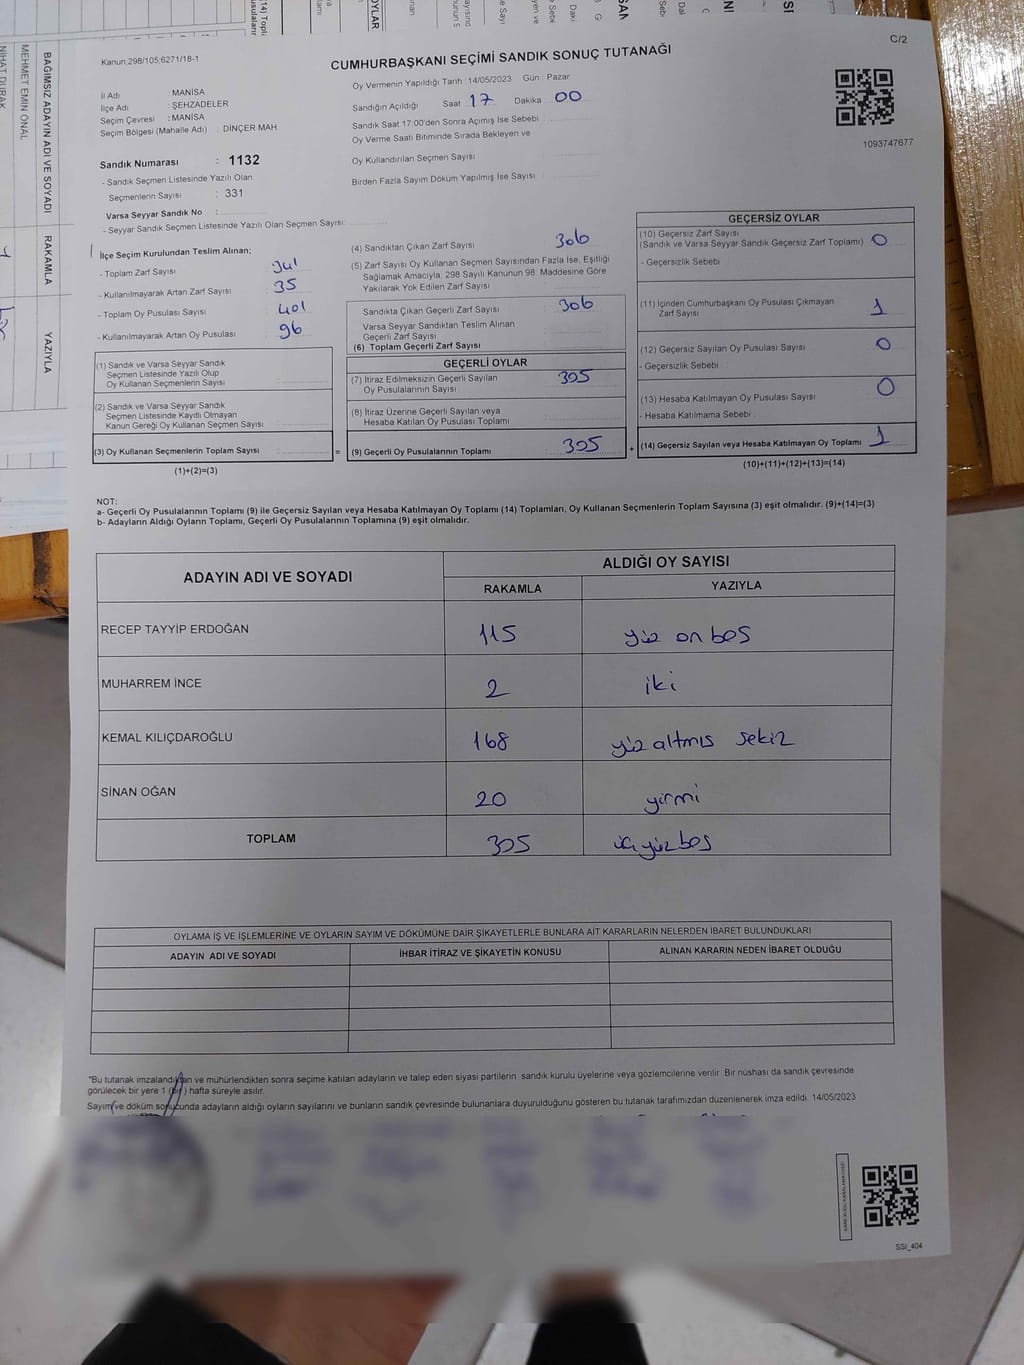 C/2
Kanun:298/105;6271/18-1
CUMHURBAŞKANI SEÇİMİ SANDIK SONUÇ TUTANAĞI
İl Adı : MANİSA
İlçe Adı : ŞEHZADELER
Seçim Çevresi : MANİSA
Seçim Bölgesi (Mahalle Adı) : DİNÇER MAH.
Oy Vermenin Yapıldığı Tarih : 14/05/2023 Gün : Pazar
Sandığın Açıldığı Saat 17 Dakika 00
Sandık Saat 17:00'den Sonra Açımış İse Sebebi
Oy Verme Saati Bitiminde Sırada Bekleyen ve
Oy Kullandırılan Seçmen Sayısı
Birden Fazla Sayım Döküm Yapılmış İse Sayısı
1093747677
Sandık Numarası : 1132
- Sandık Seçmen Listesinde Yazılı Olan
Seçmenlerin Sayısı : 331
Varsa Seyyar Sandık No :
- Seyyar Sandık Seçmen Listesinde Yazılı Olan Seçmen Sayısı:
İlçe Seçim Kurulundan Teslim Alınan;
- Toplam Zarf Sayısı
- Kullanılmayarak Artan Zarf Sayısı 35
- Toplam Oy Pusulası Sayısı 401
- Kullanılmayarak Artan Oy Pusulası 96
(1) Sandık ve Varsa Seyyar Sandık
Seçmen Listesinde Yazılı Olup
Oy Kullanan Seçmenlerin Sayısı :
(2) Sandık ve Varsa Seyyar Sandık
Seçmen Listesinde Kayıtlı Olmayan
Kanun Gereği Oy Kullanan Seçmen Sayısı :
(3) Oy Kullanan Seçmenlerin Toplam Sayısı : =
(1)+(2)=(3)
(4) Sandıktan Çıkan Zarf Sayısı 306
(5) Zarf Sayısı Oy Kullanan Seçmen Sayısından Fazla İse, Eşitliği
Sağlamak Amacıyla; 298 Sayılı Kanunun 98. Maddesine Göre
Yakılarak Yok Edilen Zarf Sayısı
Sandıkta Çıkan Geçerli Zarf Sayısı 306
Varsa Seyyar Sandıktan Teslim Alınan
Geçerli Zarf Sayısı
(6) Toplam Geçerli Zarf Sayısı
GEÇERLİ OYLAR
(7) İtiraz Edilmeksizin Geçerli Sayılan 305
Oy Pusulalarının Sayısı
(8) İtiraz Üzerine Geçerli Sayılan veya
Hesaba Katılan Oy Pusulası Toplamı
(9) Geçerli Oy Pusulalarının Toplamı 305 +
GEÇERSİZ OYLAR
(10) Geçersiz Zarf Sayısı
(Sandık ve Varsa Seyyar Sandık Geçersiz Zarf Toplamı) 0
- Geçersizlik Sebebi
(11) İçinden Cumhurbaşkanı Oy Pusulası Çıkmayan
Zarf Sayısı 1
(12) Geçersiz Sayılan Oy Pusulası Sayısı 0
- Geçersizlik Sebebi
(13) Hesaba Katılmayan Oy Pusulası Sayısı 0
- Hesaba Katılmama Sebebi
(14) Geçersiz Sayılan veya Hesaba Katılmayan Oy Toplamı 1
(10)+(11)+(12)+(13)=(14)
NOT:
a- Geçerli Oy Pusulalarının Toplamı (9) ile Geçersiz Sayılan veya Hesaba Katılmayan Oy Toplamı (14) Toplamları, Oy Kullanan Seçmenlerin Toplam Sayısına (3) eşit olmalıdır. (9)+(14)=(3)
b- Adayların Aldığı Oyların Toplamı, Geçerli Oy Pusulalarının Toplamına (9) eşit olmalıdır.
ADAYIN ADI VE SOYADI ALDIĞI OY SAYISI
RAKAMLA YAZIYLA
RECEP TAYYİP ERDOĞAN 115 yüz on beş
MUHARREM İNCE 2 iki
KEMAL KILIÇDAROĞLU 168 yüz altmış sekiz
SİNAN OĞAN 20 yirmi
TOPLAM 305 üç yüz beş
OYLAMA İŞ VE İŞLEMLERİNE VE OYLARIN SAYIM VE DÖKÜMÜNE DAİR ŞİKAYETLERLE BUNLARA AİT KARARLARIN NELERDEN İBARET BULUNDUKLARI
ADAYIN ADI VE SOYADI İHBAR İTİRAZ VE ŞİKAYETİN KONUSU ALINAN KARARIN NEDEN İBARET OLDUĞU
*Bu tutanak imzalandıktan ve mühürlendikten sonra seçime katılan adayların ve talep eden siyasi partilerin sandık kurulu üyelerine veya gözlemcilerine verilir. Bir nüshası da sandık çevresinde
görülecek bir yere 1 (bir) hafta süreyle asılır.
Sayım ve döküm sonucunda adayların aldığı oyların sayılarını ve bunların sandık çevresinde bulunanlara duyurulduğunu gösteren bu tutanak tarafımızdan düzenlenerek imza edildi. 14/05/2023
SSI_404
BAĞIMSIZ ADAYIN ADI VE SOYADI
RAKAMLA
YAZIYLA
MEHMET EMİN ÖNAL
NİHAT DURAK